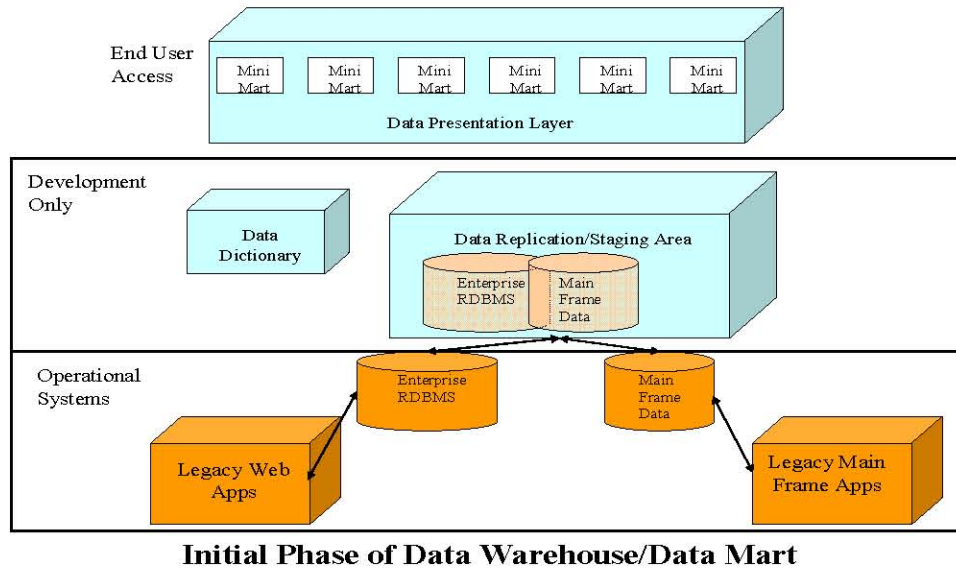 End User
Access
Mini
Mart
Mini
Mart
Mini
Mart
Mini
Mart
Mini
Mart
Mini
Mart
Data Presentation Layer
Development
Only
Data
Dictionary
Data Replication/Staging Area
Enterprise
RDBMS
Main
Frame
Data
Operational
Systems
Enterprise
RDBMS
Main
Frame
Data
Legacy Web
Apps
Legacy Main
Frame Apps
Initial Phase of Data Warehouse/Data Mart